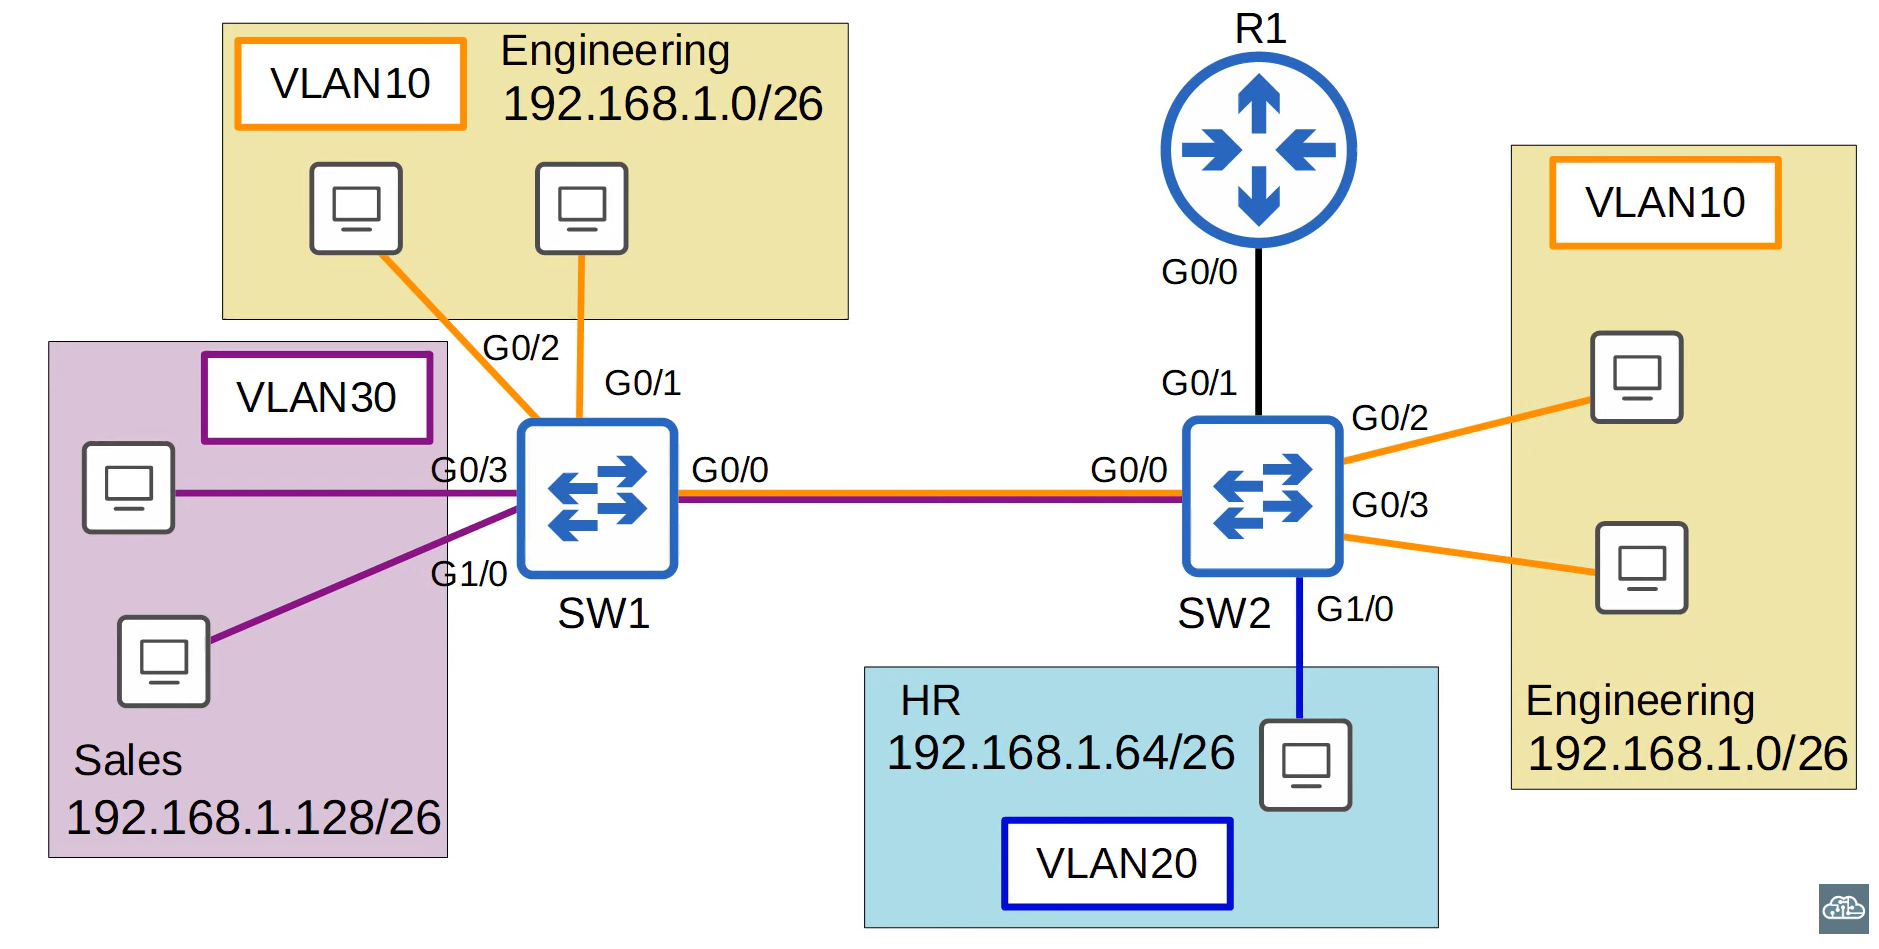 R1
VLAN10
Engineering
192.168.1.0/26
VLAN10
G0/0
G0/2
G0/1
G0/1
VLAN30
G0/2
G0/3
G0/0
G0/0
G0/3
G1/0
SW1
SW2
G1/0
HR
192.168.1.64/26
VLAN20
Engineering
192.168.1.0/26
Sales
192.168.1.128/26